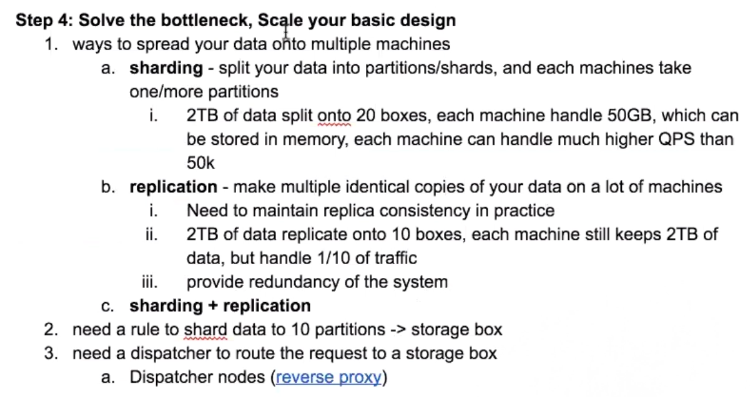 Step 4: Solve the bottleneck, Scale your basic design
1. ways to spread your data onto multiple machines
a. sharding - split your data into partitions/shards, and each machines take
one/more partitions
i. 2TB of data split onto 20 boxes, each machine handle 50GB, which can
be stored in memory, each machine can handle much higher QPS than
50k
b. replication - make multiple identical copies of your data on a lot of machines
i. Need to maintain replica consistency in practice
ii. 2TB of data replicate onto 10 boxes, each machine still keeps 2TB of
data, but handle 1/10 of traffic
iii. provide redundancy of the system
c. sharding + replication
2. need a rule to shard data to 10 partitions -> storage box
3. need a dispatcher to route the request to a storage box
a. Dispatcher nodes (reverse proxy)